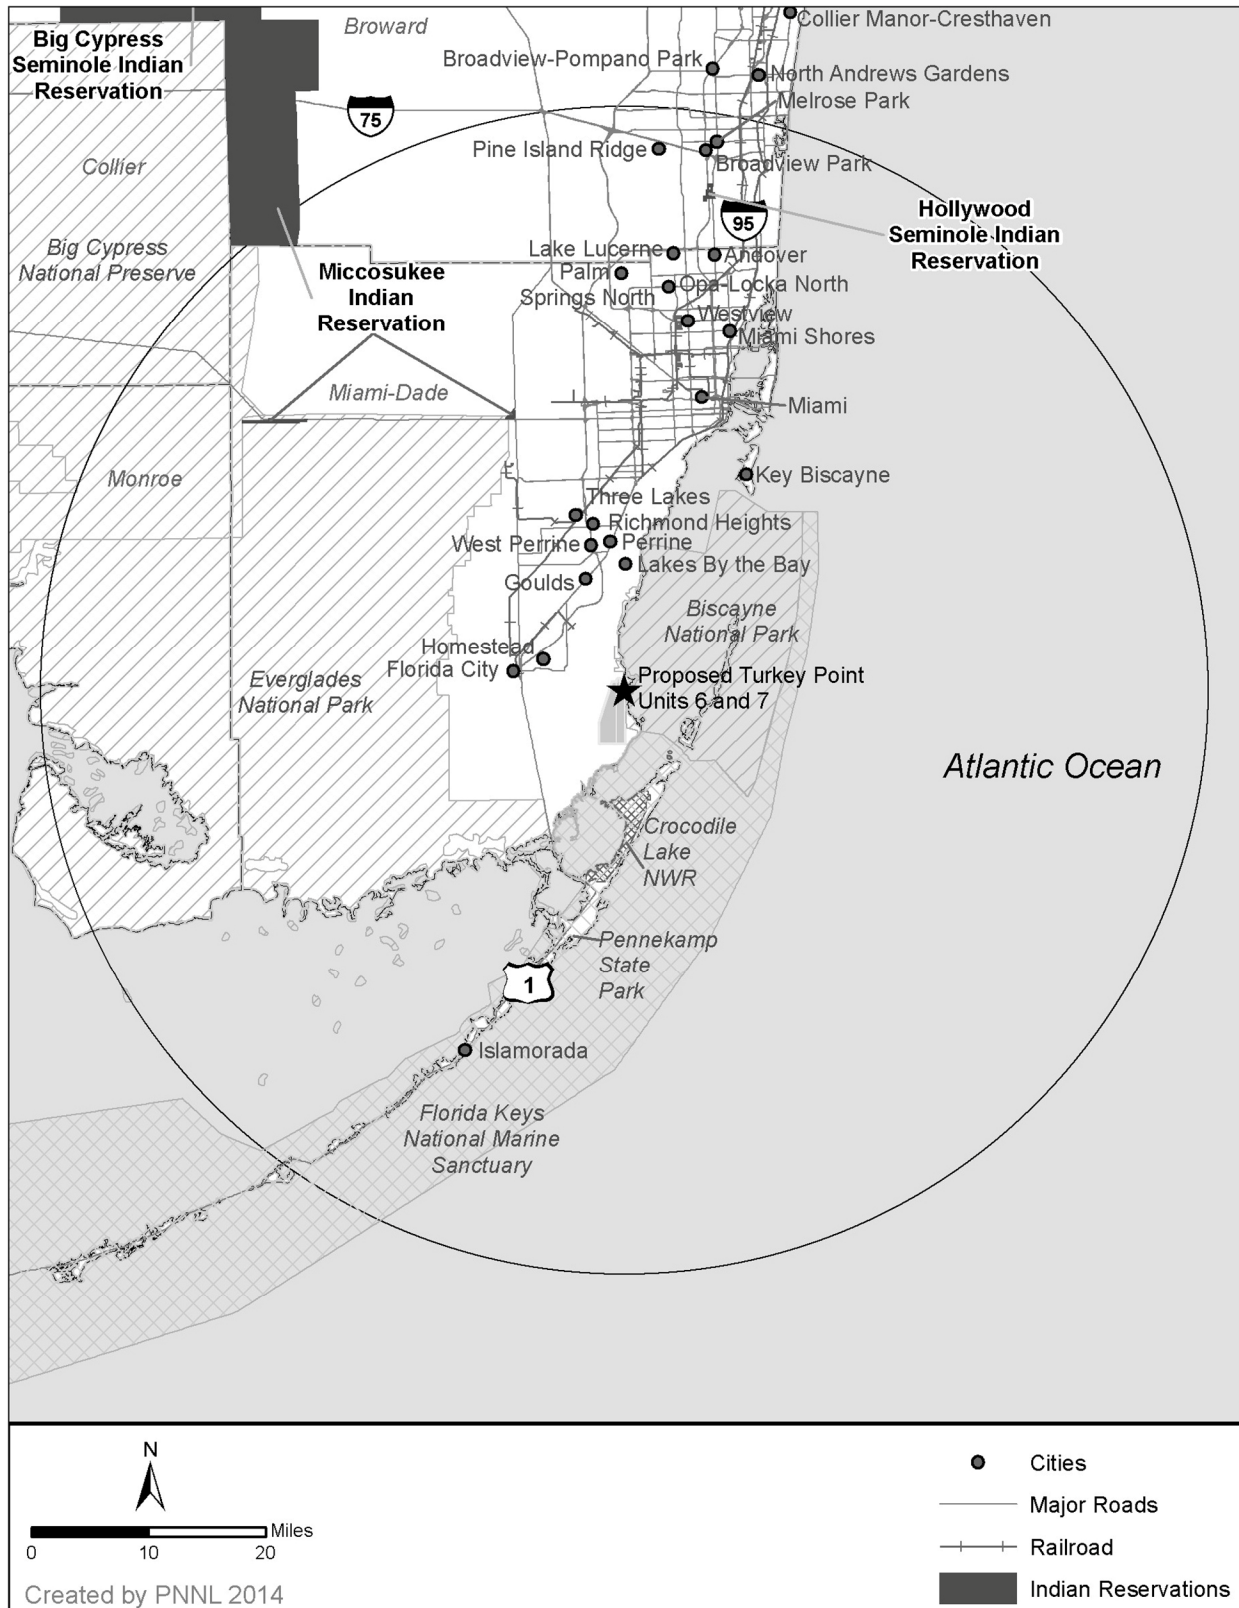 Broward
Collier Manor-Cresthaven
Big Cypress
Seminole Indian
Reservation
Broadview-Pompano Park
North Andrews Gardens
Melrose Park
75
Pine Island Ridge
Broadview Park
Collier
95
Hollywood
Seminole Indian
Reservation
Big Cypress
National Preserve
Lake Lucerne
Andover
Miccosukee
Indian
Reservation
Palm
Springs North
Opa-Locka North
Westview
Miami Shores
Miami-Dade
Miami
Monroe
Key Biscayne
Three Lakes
Richmond Heights
West Perrine
Perrine
Lakes By the Bay
Goulds
Biscayne
National Park
Homestead
Florida City
Everglades
National Park
Proposed Turkey Point
Units 6 and 7
Atlantic Ocean
Crocodile
Lake
NWR
Pennekamp
State
Park
1
Islamorada
Florida Keys
National Marine
Sanctuary
N
Miles
0 10 20
Created by PNNL 2014
Cities
Major Roads
Railroad
Indian Reservations